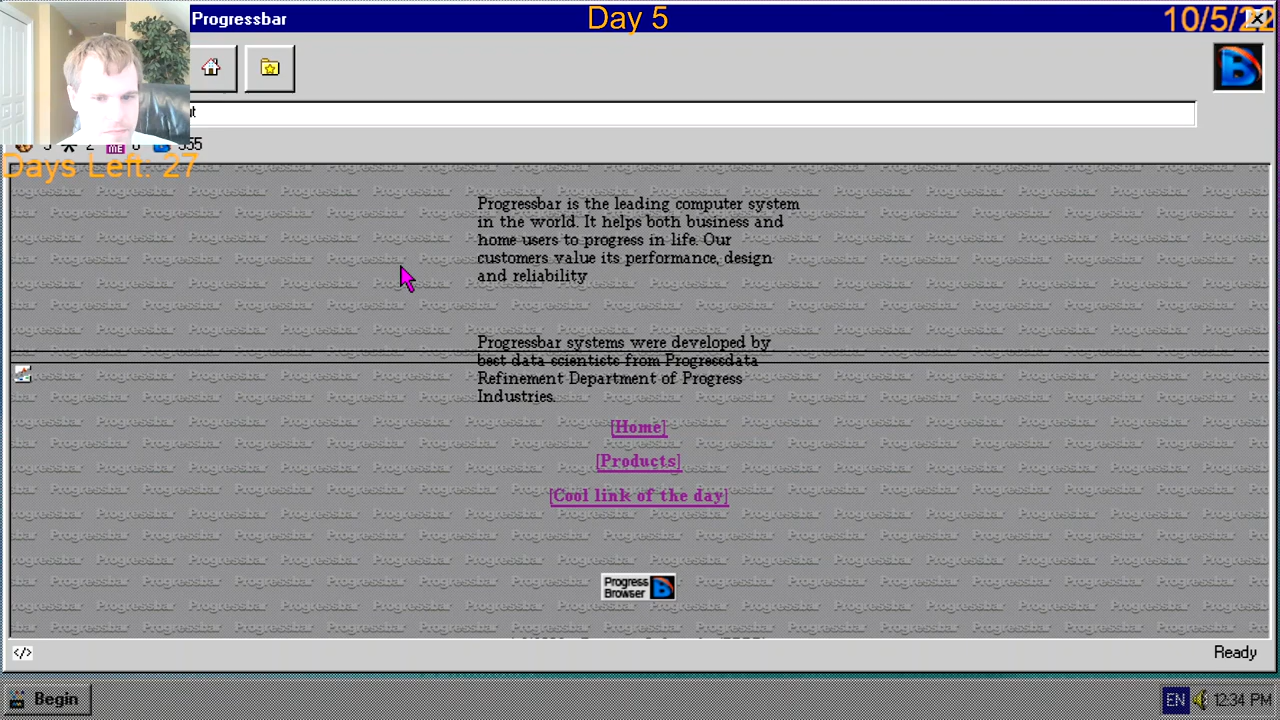 Progressbar
Day 5
10/5/22
Days Left: 27
Progressbar is the leading computer system
in the world. It helps both business and
home users to progress in life. Our
customers value its performance, design
and reliability
Progressbar systems were developed by
best data scientists from Progressdata
Refinement Department of Progress
Industries.
[Home]
[Products]
[Cool link of the day]
Progress
Browser
</>
Ready
Begin
EN
12:34 PM